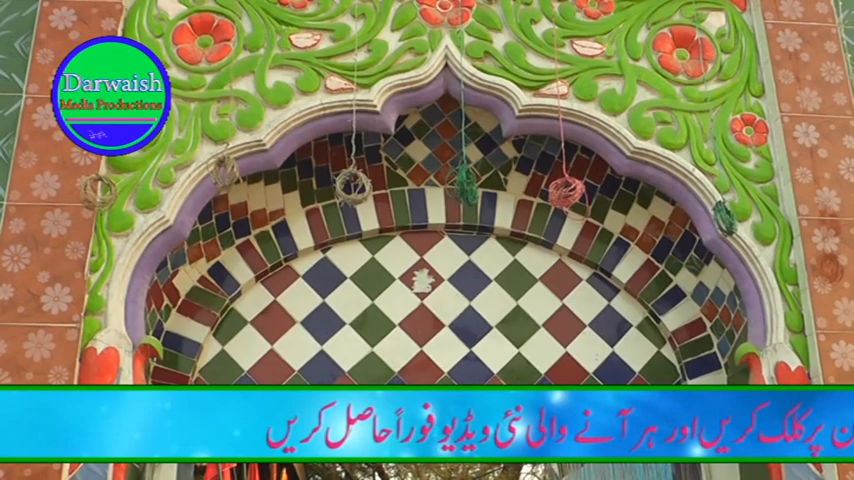 Darwaish
Media Productions
پر کلک کریں اور ہر آنے والی نئی ویڈیو فوراً حاصل کریں